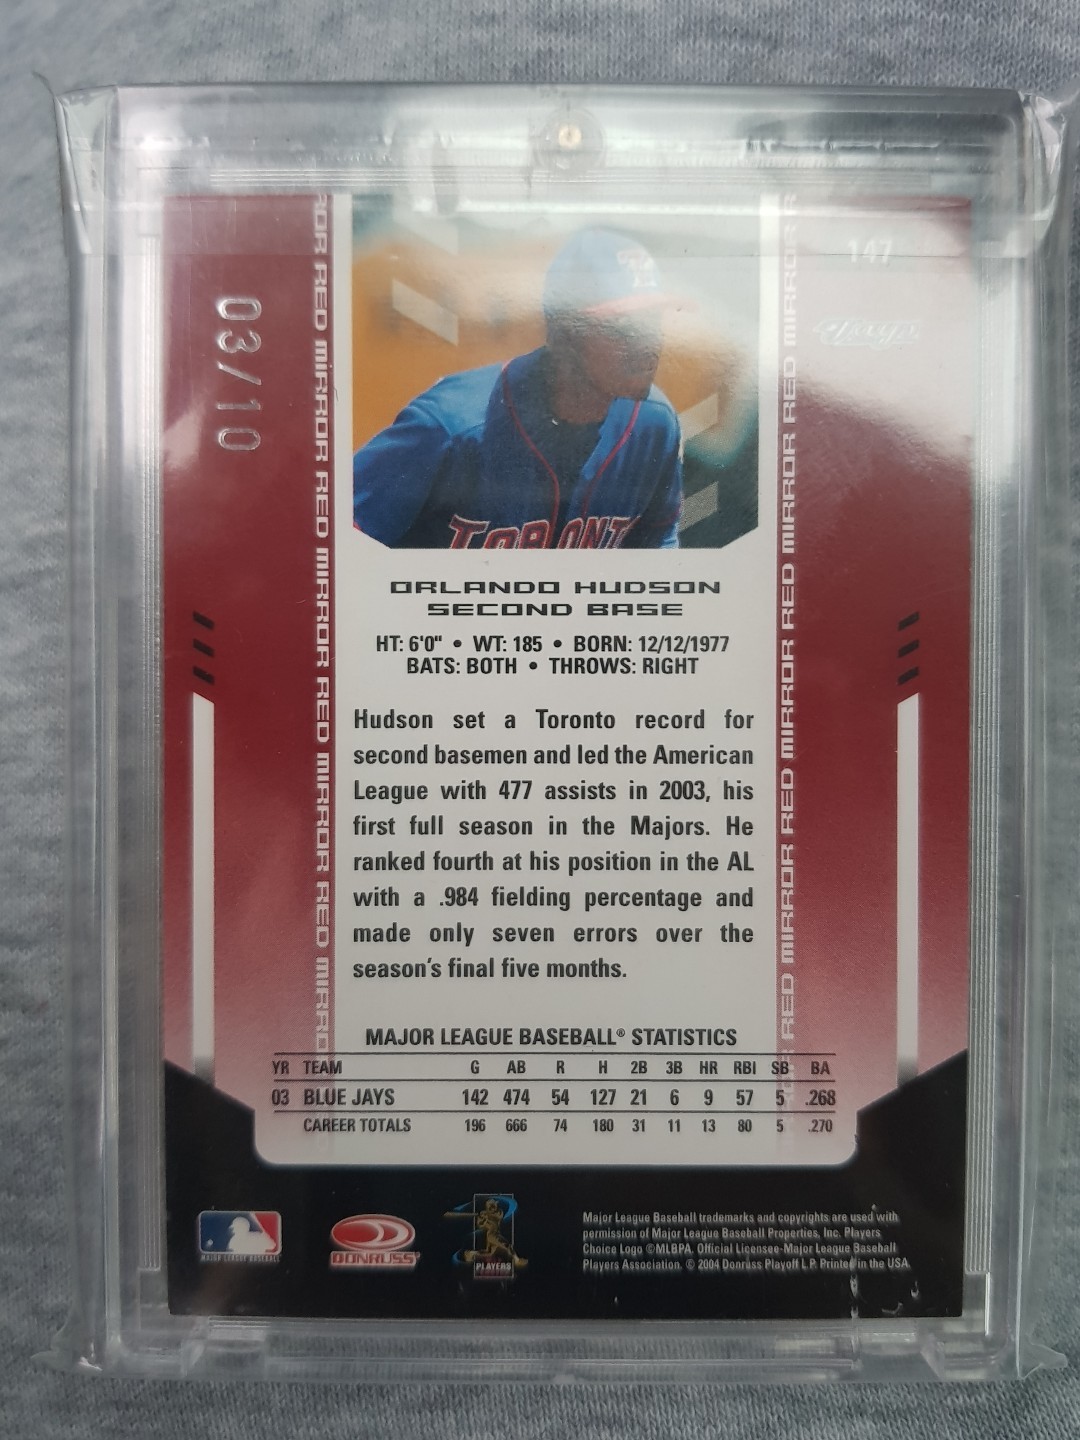 147
Jays
03/10
MIRROR RED MIRROR RED MIRROR RED MIRROR
MIRROR RED MIRROR RED MIRROR RED MIRROR RED
TORONT
ORLANDO HUDSON
SECOND BASE
HT: 6'0" • WT: 185 • BORN: 12/12/1977
BATS: BOTH • THROWS: RIGHT
Hudson set a Toronto record for
second basemen and led the American
League with 477 assists in 2003, his
first full season in the Majors. He
ranked fourth at his position in the AL
with a .984 fielding percentage and
made only seven errors over the
season's final five months.
MAJOR LEAGUE BASEBALL® STATISTICS
YR TEAM G AB R H 2B 3B HR RBI SB BA
03 BLUE JAYS 142 474 54 127 21 6 9 57 5 .268
CAREER TOTALS 196 666 74 180 31 11 13 80 5 .270
MAJOR LEAGUE BASEBALL
DONRUSS
PLAYERS
Major League Baseball trademarks and copyrights are used with
permission of Major League Baseball Properties, Inc. Players
Choice Logo ©MLBPA, Official Licensee-Major League Baseball
Players Association. © 2004 Donruss Playoff L.P. Printed in the USA.